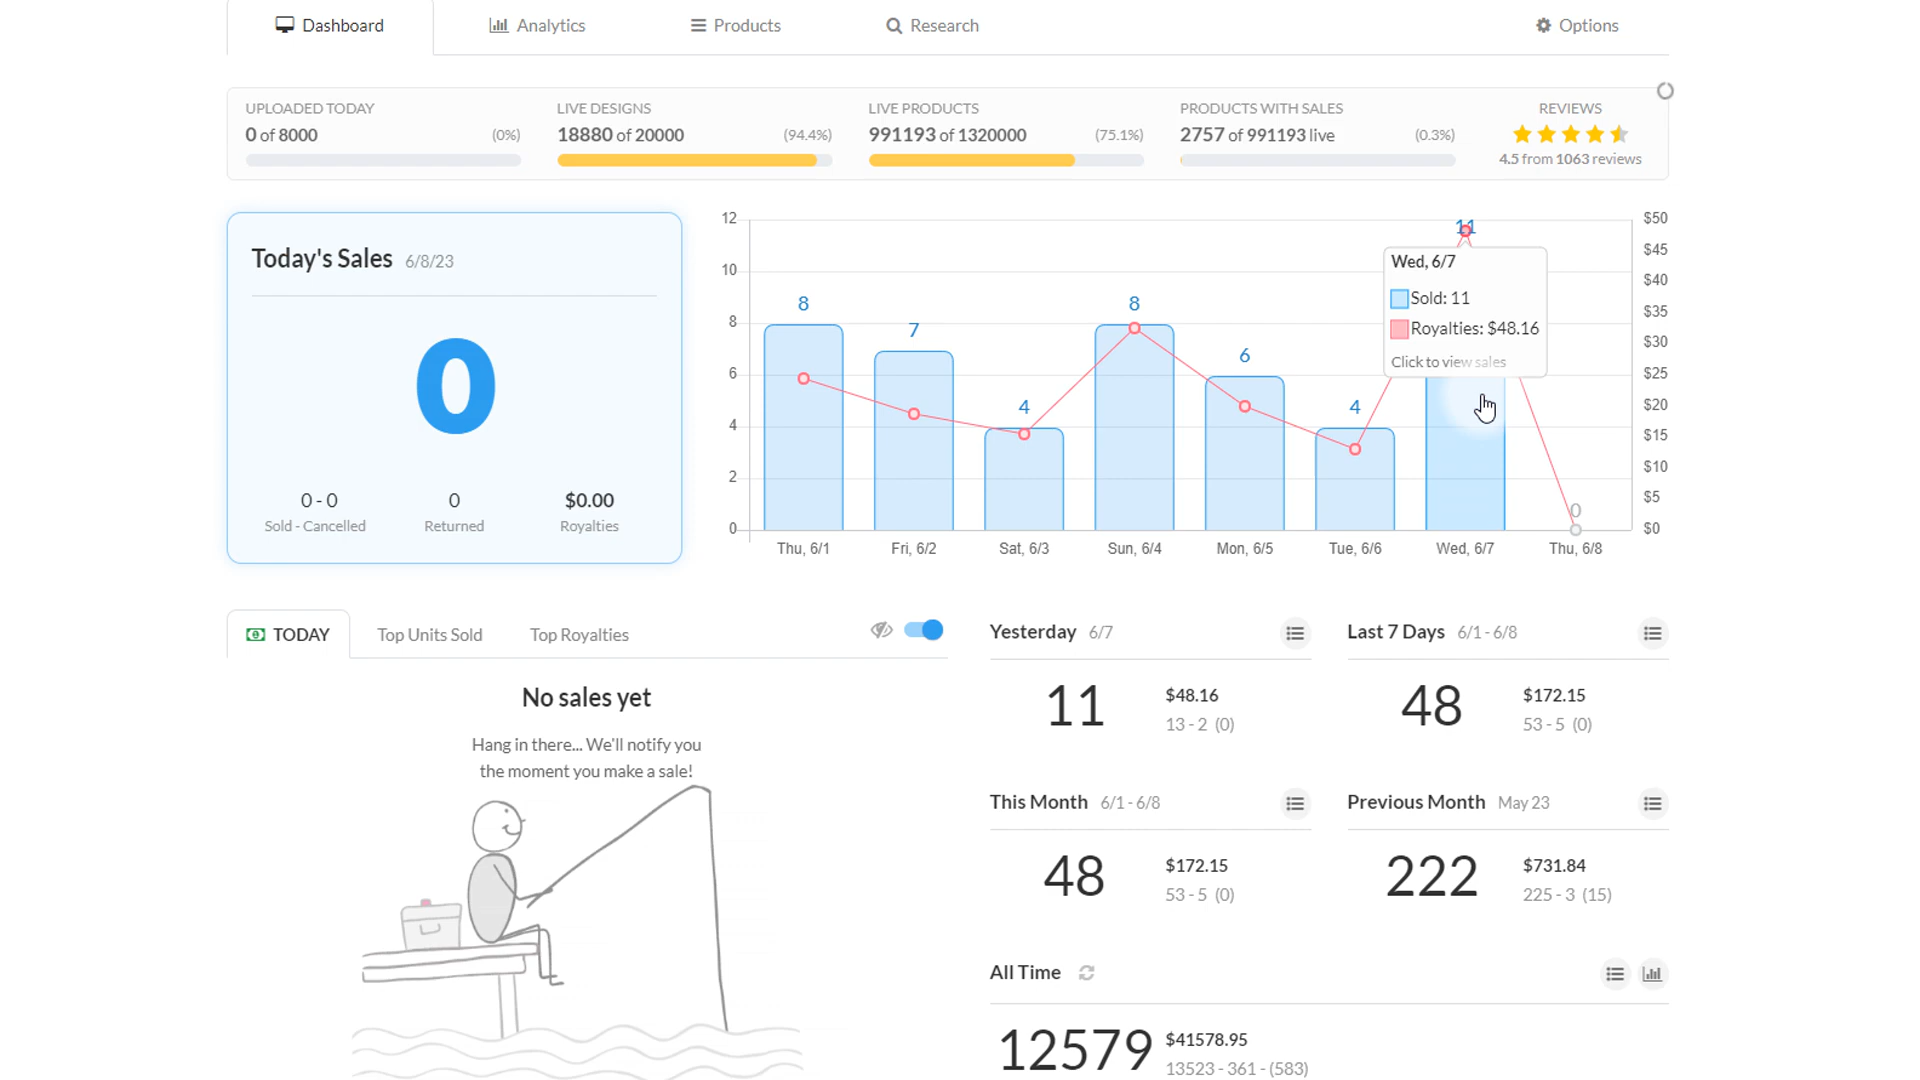 Dashboard
Analytics
Products
Research
Options
UPLOADED TODAY
0 of 8000 (0%)
LIVE DESIGNS
18880 of 20000 (94.4%)
LIVE PRODUCTS
991193 of 1320000 (75.1%)
PRODUCTS WITH SALES
2757 of 991193 live (0.3%)
REVIEWS
4.5 from 1063 reviews
Today's Sales 6/8/23
0
0 - 0
Sold - Cancelled
0
Returned
$0.00
Royalties
12
10
8
6
4
2
0
8
7
4
8
6
4
11
0
Wed, 6/7
Sold: 11
Royalties: $48.16
Click to view sales
$50
$45
$40
$35
$30
$25
$20
$15
$10
$5
$0
Thu, 6/1
Fri, 6/2
Sat, 6/3
Sun, 6/4
Mon, 6/5
Tue, 6/6
Wed, 6/7
Thu, 6/8
TODAY
Top Units Sold
Top Royalties
No sales yet
Hang in there... We'll notify you
the moment you make a sale!
Yesterday 6/7
11
$48.16
13 - 2 (0)
Last 7 Days 6/1 - 6/8
48
$172.15
53 - 5 (0)
This Month 6/1 - 6/8
48
$172.15
53 - 5 (0)
Previous Month May 23
222
$731.84
225 - 3 (15)
All Time
12579
$41578.95
13523 - 361 - (583)